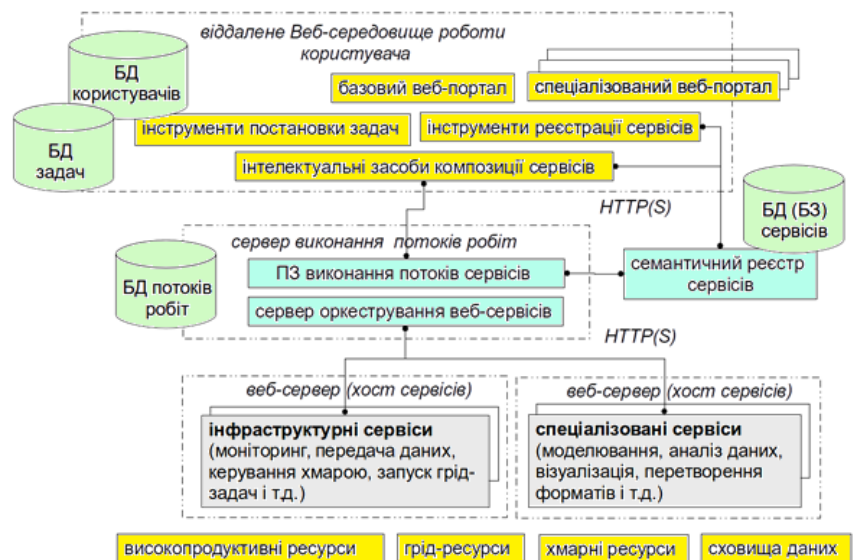 віддалене Веб-середовище роботи
користувача
БД
користувачів
базовий веб-портал
спеціалізований веб-портал
БД
задач
інструменти постановки задач
інструменти реєстрації сервісів
інтелектуальні засоби композиції сервісів
HTTP(S)
БД (БЗ)
сервісів
сервер виконання потоків робіт
БД потоків
робіт
ПЗ виконання потоків сервісів
семантичний реєстр
сервісів
сервер оркестрування веб-сервісів
HTTP(S)
веб-сервер (хост сервісів)
інфраструктурні сервіси
(моніторинг, передача даних,
керування хмарою, запуск грід-
задач і т.д.)
веб-сервер (хост сервісів)
спеціалізовані сервіси
(моделювання, аналіз даних,
візуалізація, перетворення
форматів і т.д.)
високопродуктивні ресурси
грід-ресурси
хмарні ресурси
сховища даних